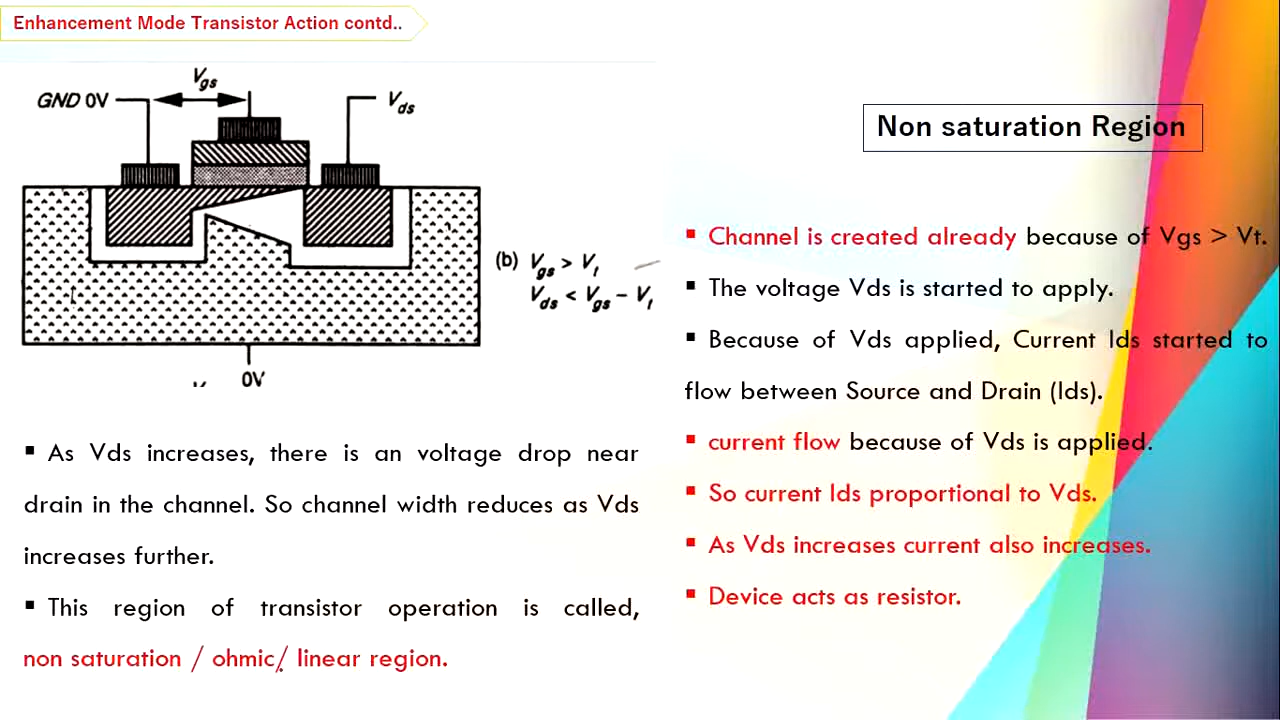 Enhancement Mode Transistor Action contd..
Vgs
GND 0V
Vds
(b) Vgs > Vt
Vds < Vgs - Vt
0V
▪ As Vds increases, there is an voltage drop near
drain in the channel. So channel width reduces as Vds
increases further.
▪ This region of transistor operation is called,
non saturation / ohmic/ linear region.
Non saturation Region
▪ Channel is created already because of Vgs > Vt.
▪ The voltage Vds is started to apply.
▪ Because of Vds applied, Current Ids started to
flow between Source and Drain (Ids).
▪ current flow because of Vds is applied.
▪ So current Ids proportional to Vds.
▪ As Vds increases current also increases.
▪ Device acts as resistor.